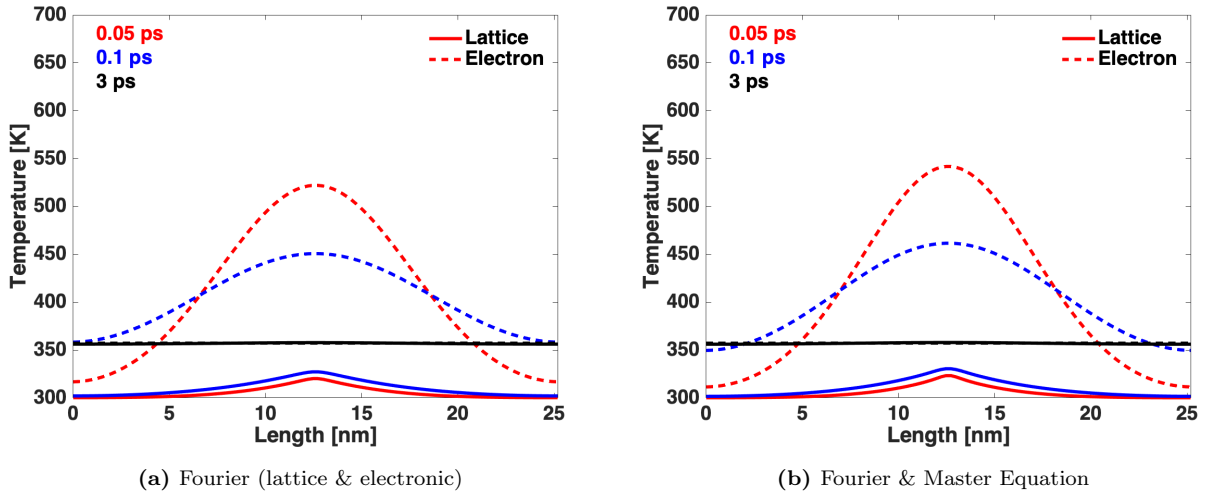 700
650
600
550
500
450
400
350
300
Temperature [K]
0.05 ps
0.1 ps
3 ps
Lattice
Electron
0 5 10 15 20 25
Length [nm]
(a) Fourier (lattice & electronic)
700
650
600
550
500
450
400
350
300
Temperature [K]
0.05 ps
0.1 ps
3 ps
Lattice
Electron
0 5 10 15 20 25
Length [nm]
(b) Fourier & Master Equation